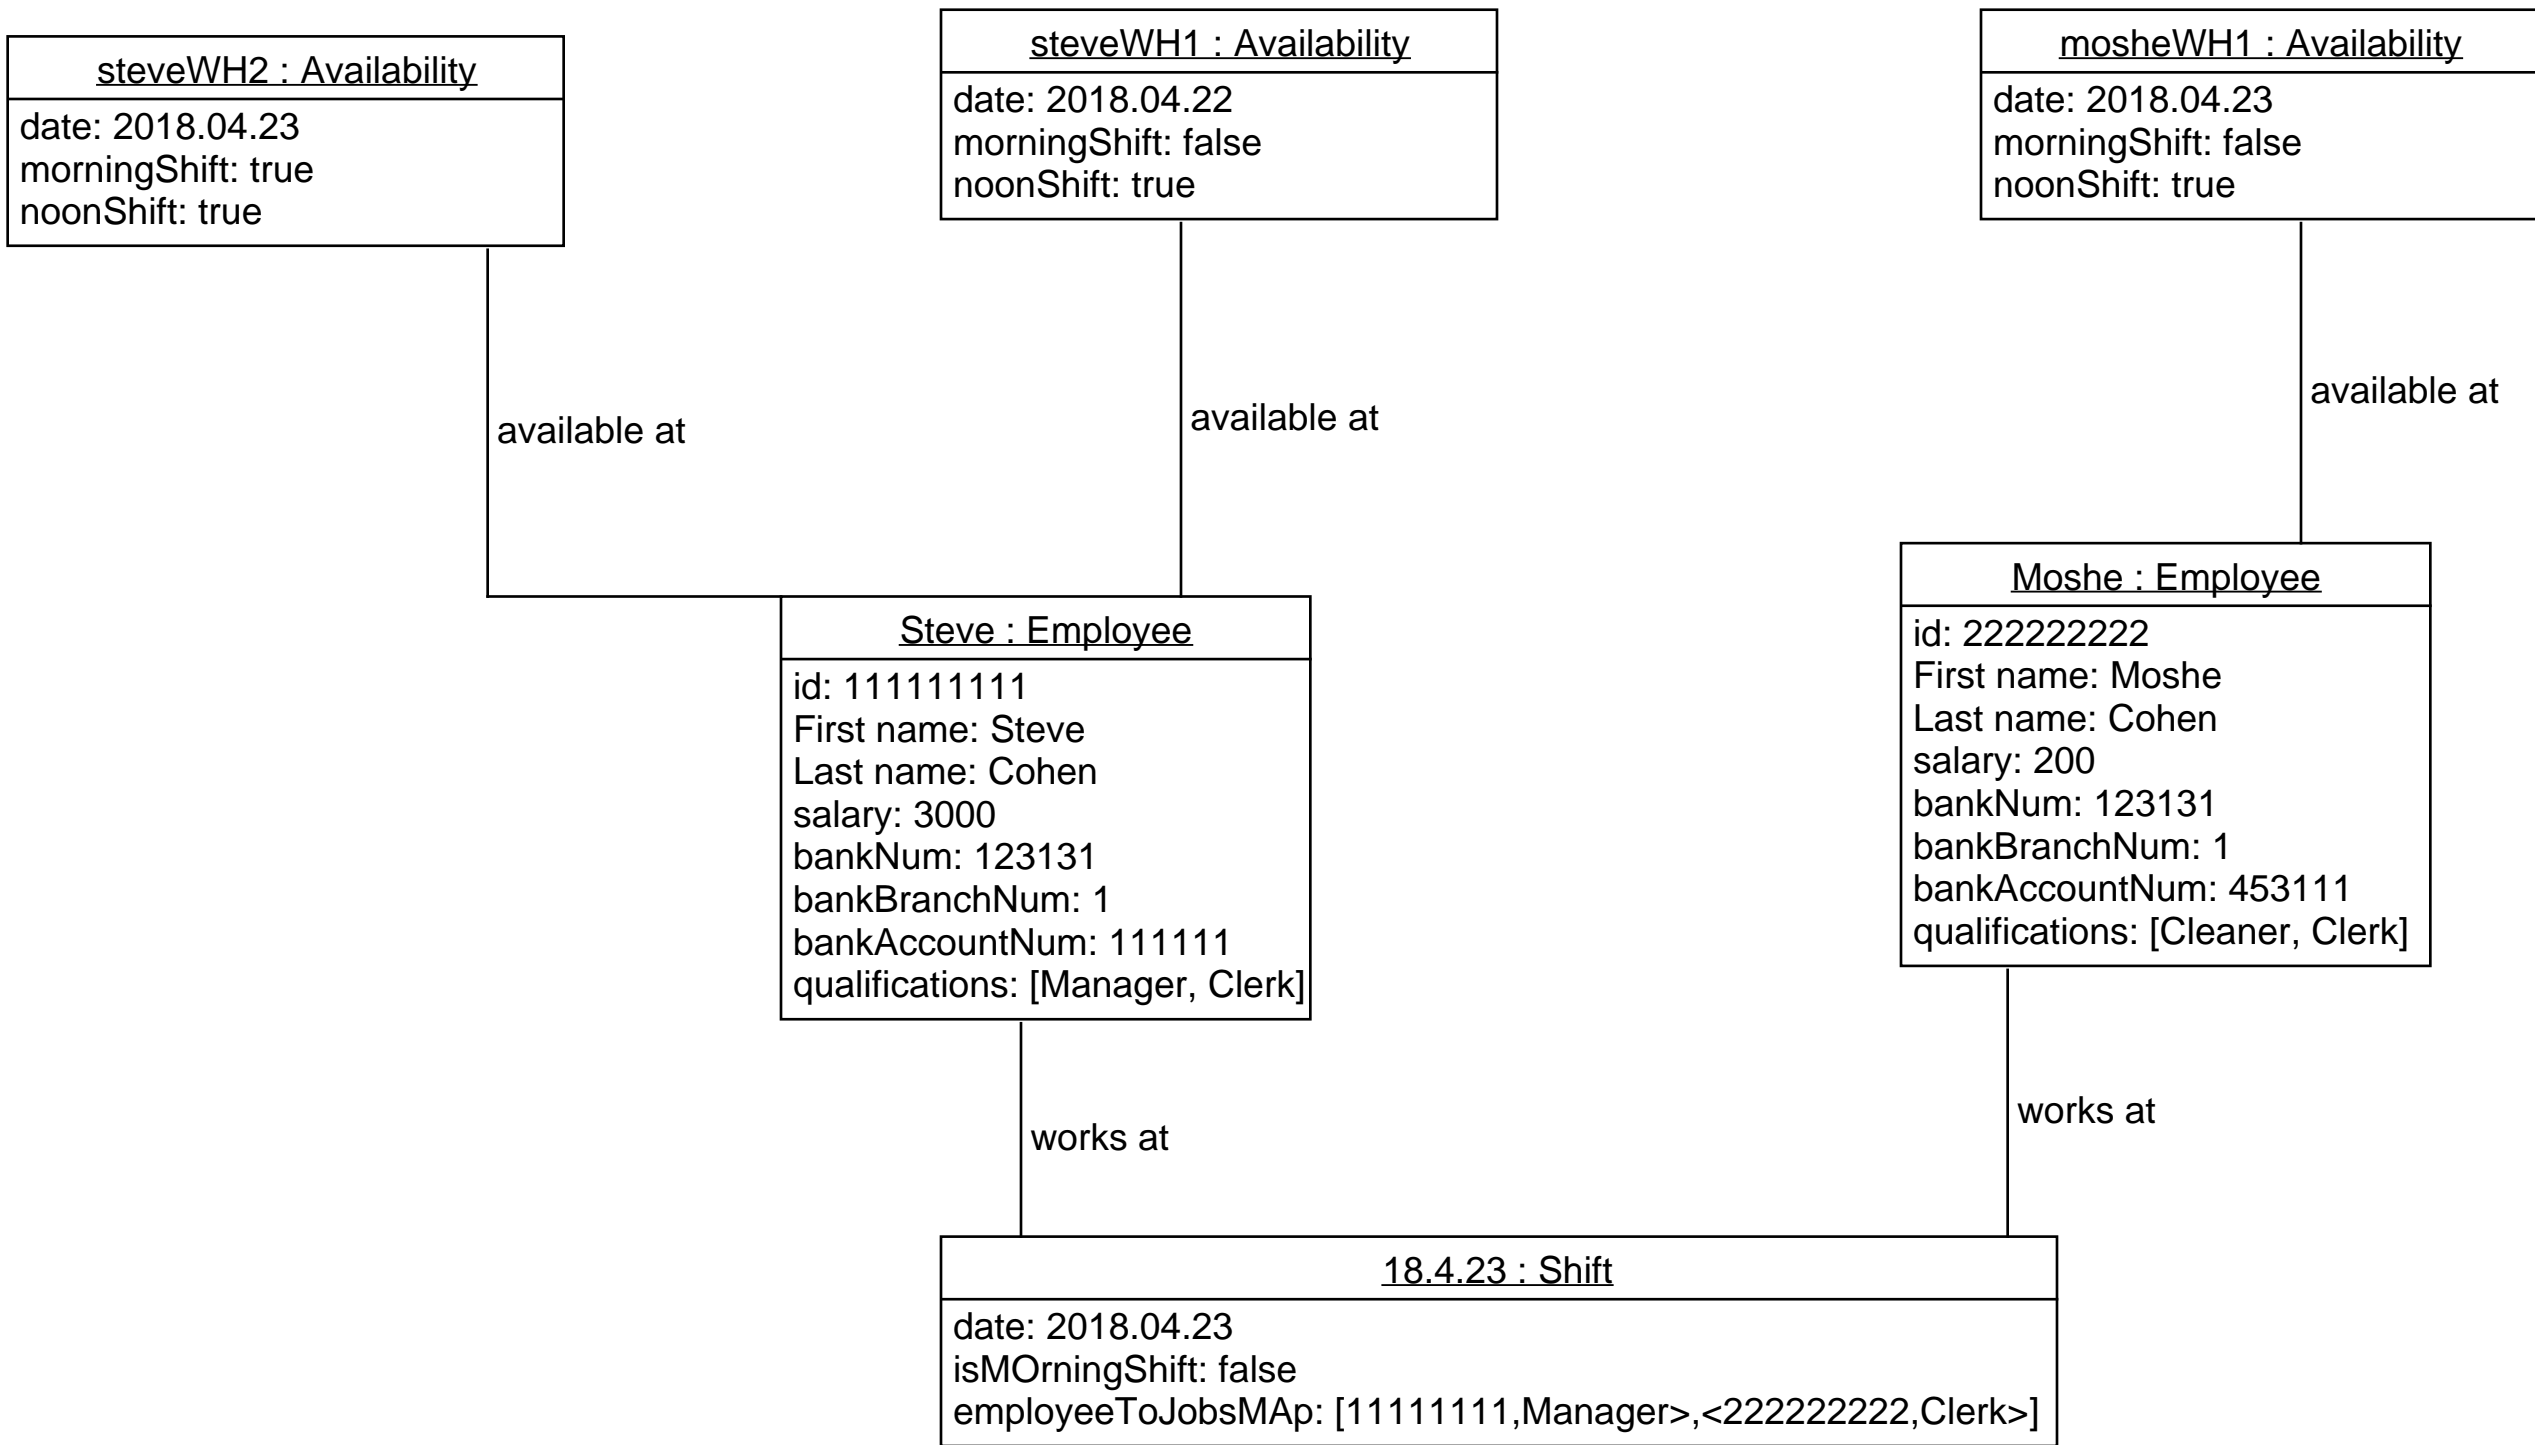 steveWH2 : Availability
date: 2018.04.23
morningShift: true
noonShift: true
steveWH1 : Availability
date: 2018.04.22
morningShift: false
noonShift: true
mosheWH1 : Availability
date: 2018.04.23
morningShift: false
noonShift: true
available at
available at
available at
Steve : Employee
id: 111111111
First name: Steve
Last name: Cohen
salary: 3000
bankNum: 123131
bankBranchNum: 1
bankAccountNum: 111111
qualifications: [Manager, Clerk]
Moshe : Employee
id: 222222222
First name: Moshe
Last name: Cohen
salary: 200
bankNum: 123131
bankBranchNum: 1
bankAccountNum: 453111
qualifications: [Cleaner, Clerk]
works at
works at
18.4.23 : Shift
date: 2018.04.23
isMOrningShift: false
employeeToJobsMAp: [11111111,Manager>,<222222222,Clerk>]